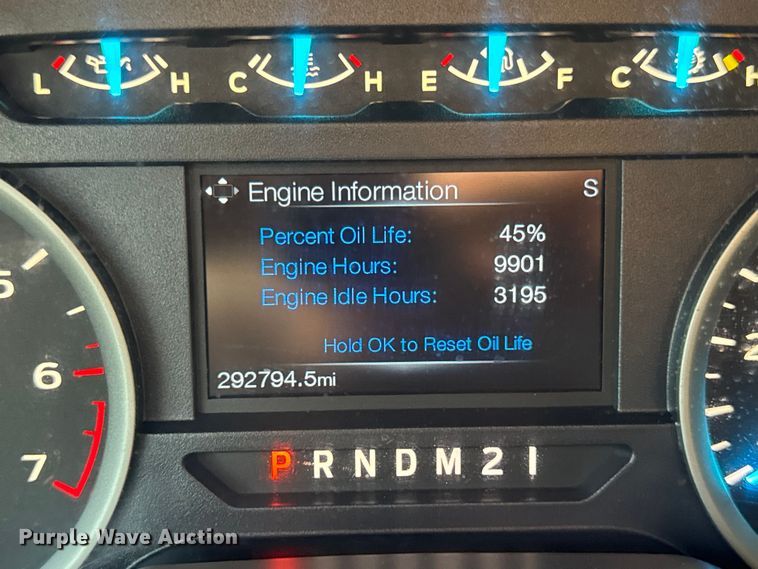 L H C H E F C H
Engine Information S
Percent Oil Life: 45%
Engine Hours: 9901
Engine Idle Hours: 3195
Hold OK to Reset Oil Life
292794.5mi
5
6
7
2
P R N D M 2 1
Purple Wave Auction